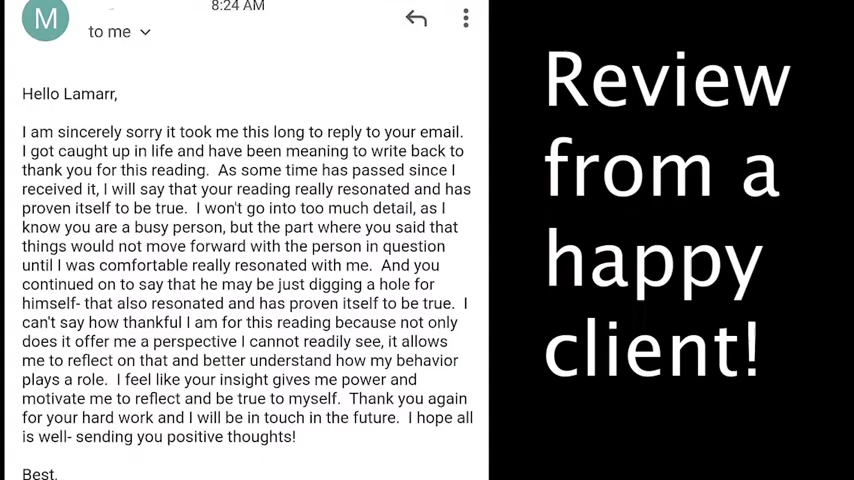 M
8:24 AM
to me
Hello Lamarr,
I am sincerely sorry it took me this long to reply to your email.
I got caught up in life and have been meaning to write back to
thank you for this reading.  As some time has passed since I
received it, I will say that your reading really resonated and has
proven itself to be true.  I won't go into too much detail, as I
know you are a busy person, but the part where you said that
things would not move forward with the person in question
until I was comfortable really resonated with me.  And you
continued on to say that he may be just digging a hole for
himself- that also resonated and has proven itself to be true.  I
can't say how thankful I am for this reading because not only
does it offer me a perspective I cannot readily see, it allows
me to reflect on that and better understand how my behavior
plays a role.  I feel like your insight gives me power and
motivate me to reflect and be true to myself.  Thank you again
for your hard work and I will be in touch in the future.  I hope all
is well- sending you positive thoughts!
Best,
Review
from a
happy
client!